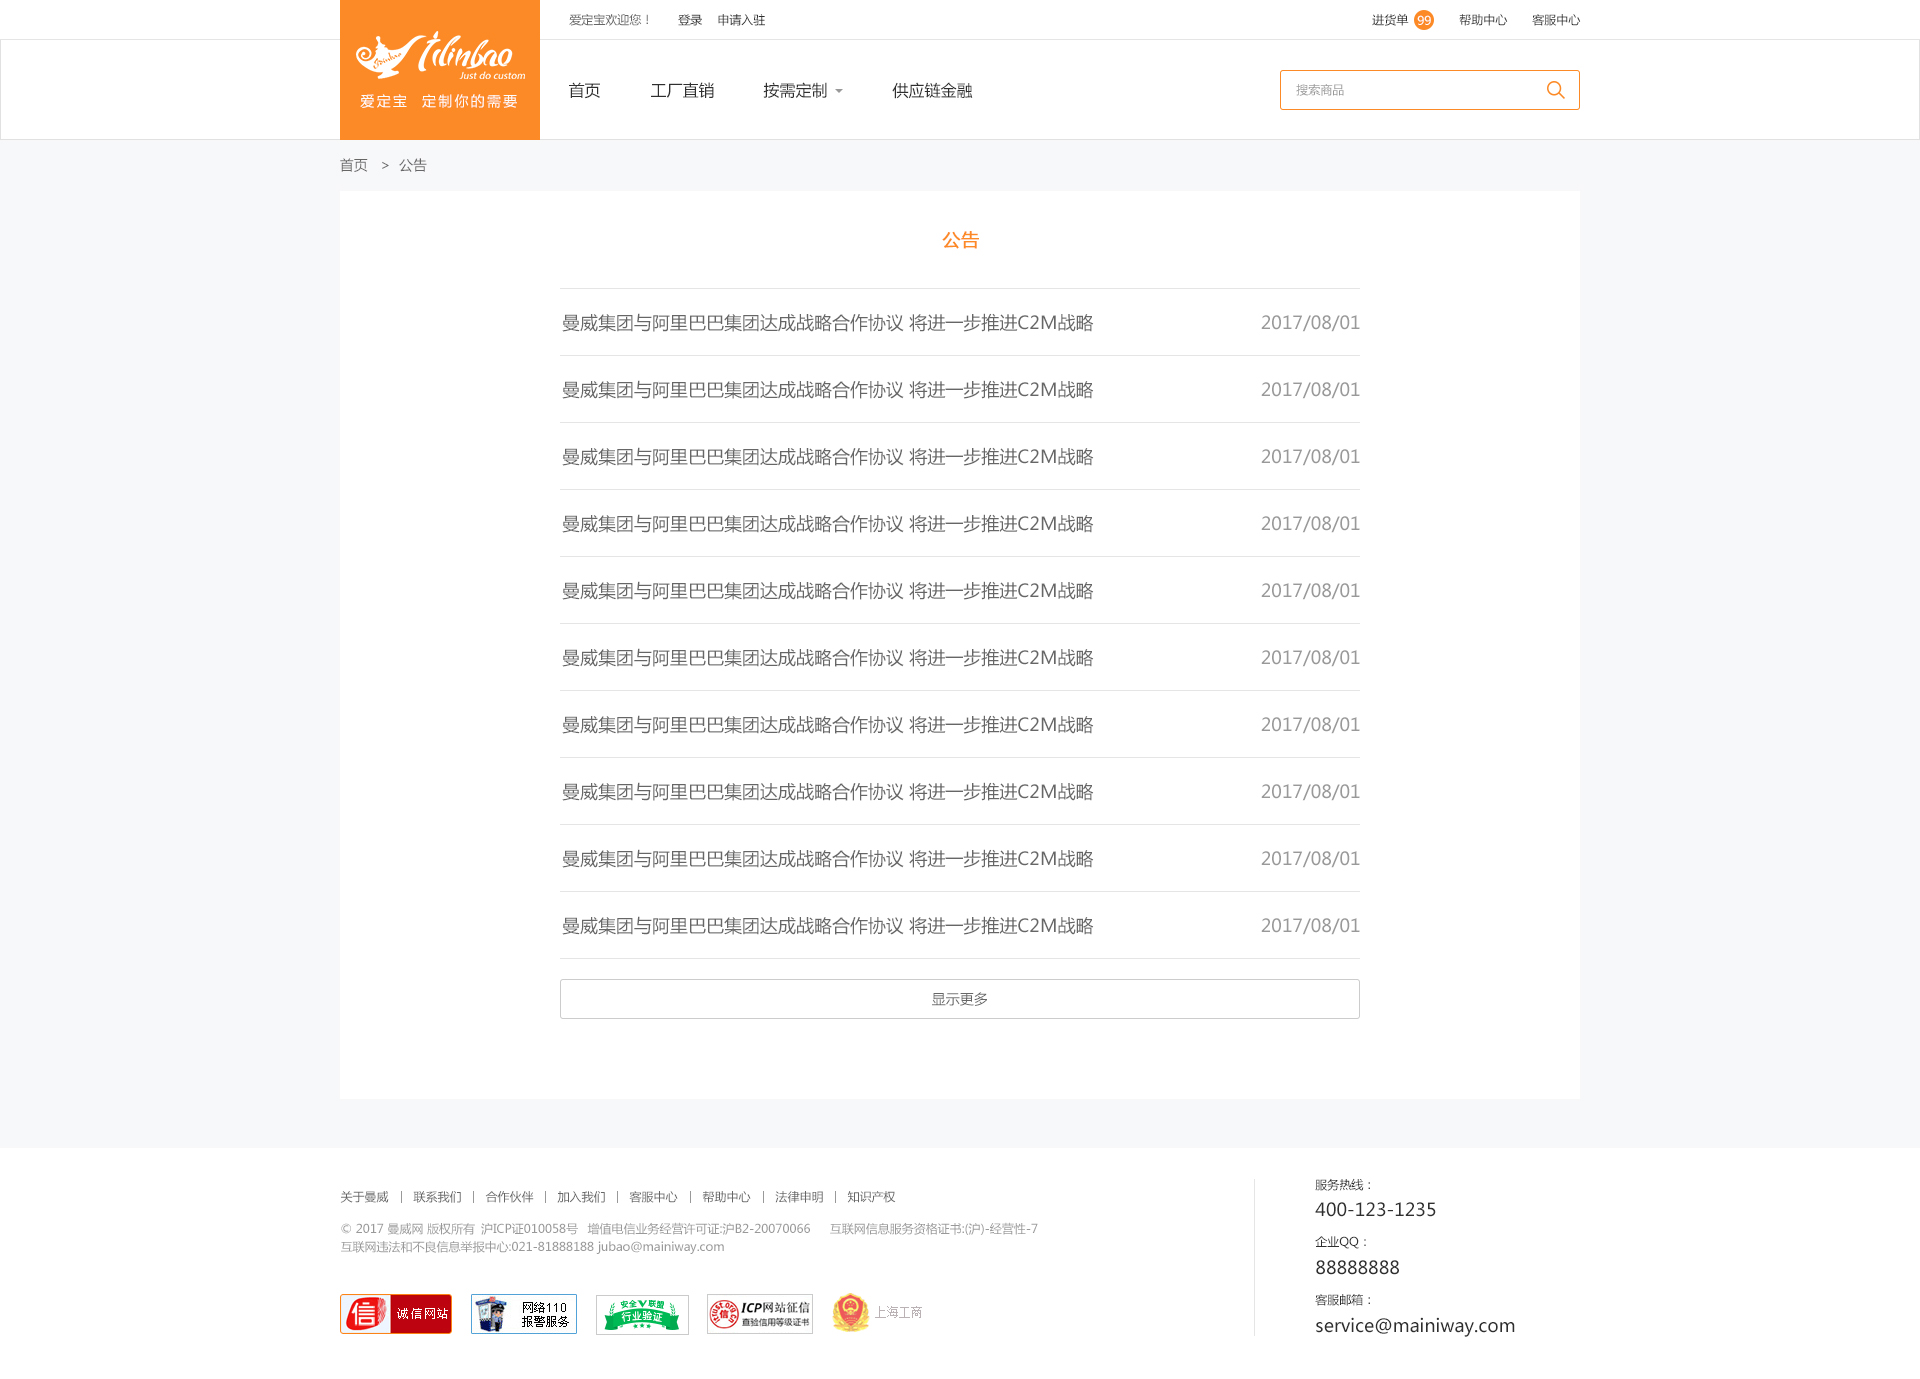 爱定宝欢迎您！ 登录 申请入驻 进货单 99 帮助中心 客服中心
Tilinbao
Just do custom
爱定宝 定制你的需要
首页 工厂直销 按需定制 供应链金融 搜索商品
首页 > 公告
公告
曼威集团与阿里巴巴集团达成战略合作协议 将进一步推进C2M战略 2017/08/01
曼威集团与阿里巴巴集团达成战略合作协议 将进一步推进C2M战略 2017/08/01
曼威集团与阿里巴巴集团达成战略合作协议 将进一步推进C2M战略 2017/08/01
曼威集团与阿里巴巴集团达成战略合作协议 将进一步推进C2M战略 2017/08/01
曼威集团与阿里巴巴集团达成战略合作协议 将进一步推进C2M战略 2017/08/01
曼威集团与阿里巴巴集团达成战略合作协议 将进一步推进C2M战略 2017/08/01
曼威集团与阿里巴巴集团达成战略合作协议 将进一步推进C2M战略 2017/08/01
曼威集团与阿里巴巴集团达成战略合作协议 将进一步推进C2M战略 2017/08/01
曼威集团与阿里巴巴集团达成战略合作协议 将进一步推进C2M战略 2017/08/01
曼威集团与阿里巴巴集团达成战略合作协议 将进一步推进C2M战略 2017/08/01
显示更多
关于曼威 | 联系我们 | 合作伙伴 | 加入我们 | 客服中心 | 帮助中心 | 法律申明 | 知识产权
© 2017 曼威网 版权所有 沪ICP证010058号 增值电信业务经营许可证:沪B2-20070066 互联网信息服务资格证书:(沪)-经营性-7
互联网违法和不良信息举报中心:021-81888188 jubao@mainiway.com
信 诚信网站
网络110
报警服务
安全V联盟
行业验证
ICP网站征信
直验信用等级证书
上海工商
服务热线：
400-123-1235
企业QQ：
88888888
客服邮箱：
service@mainiway.com